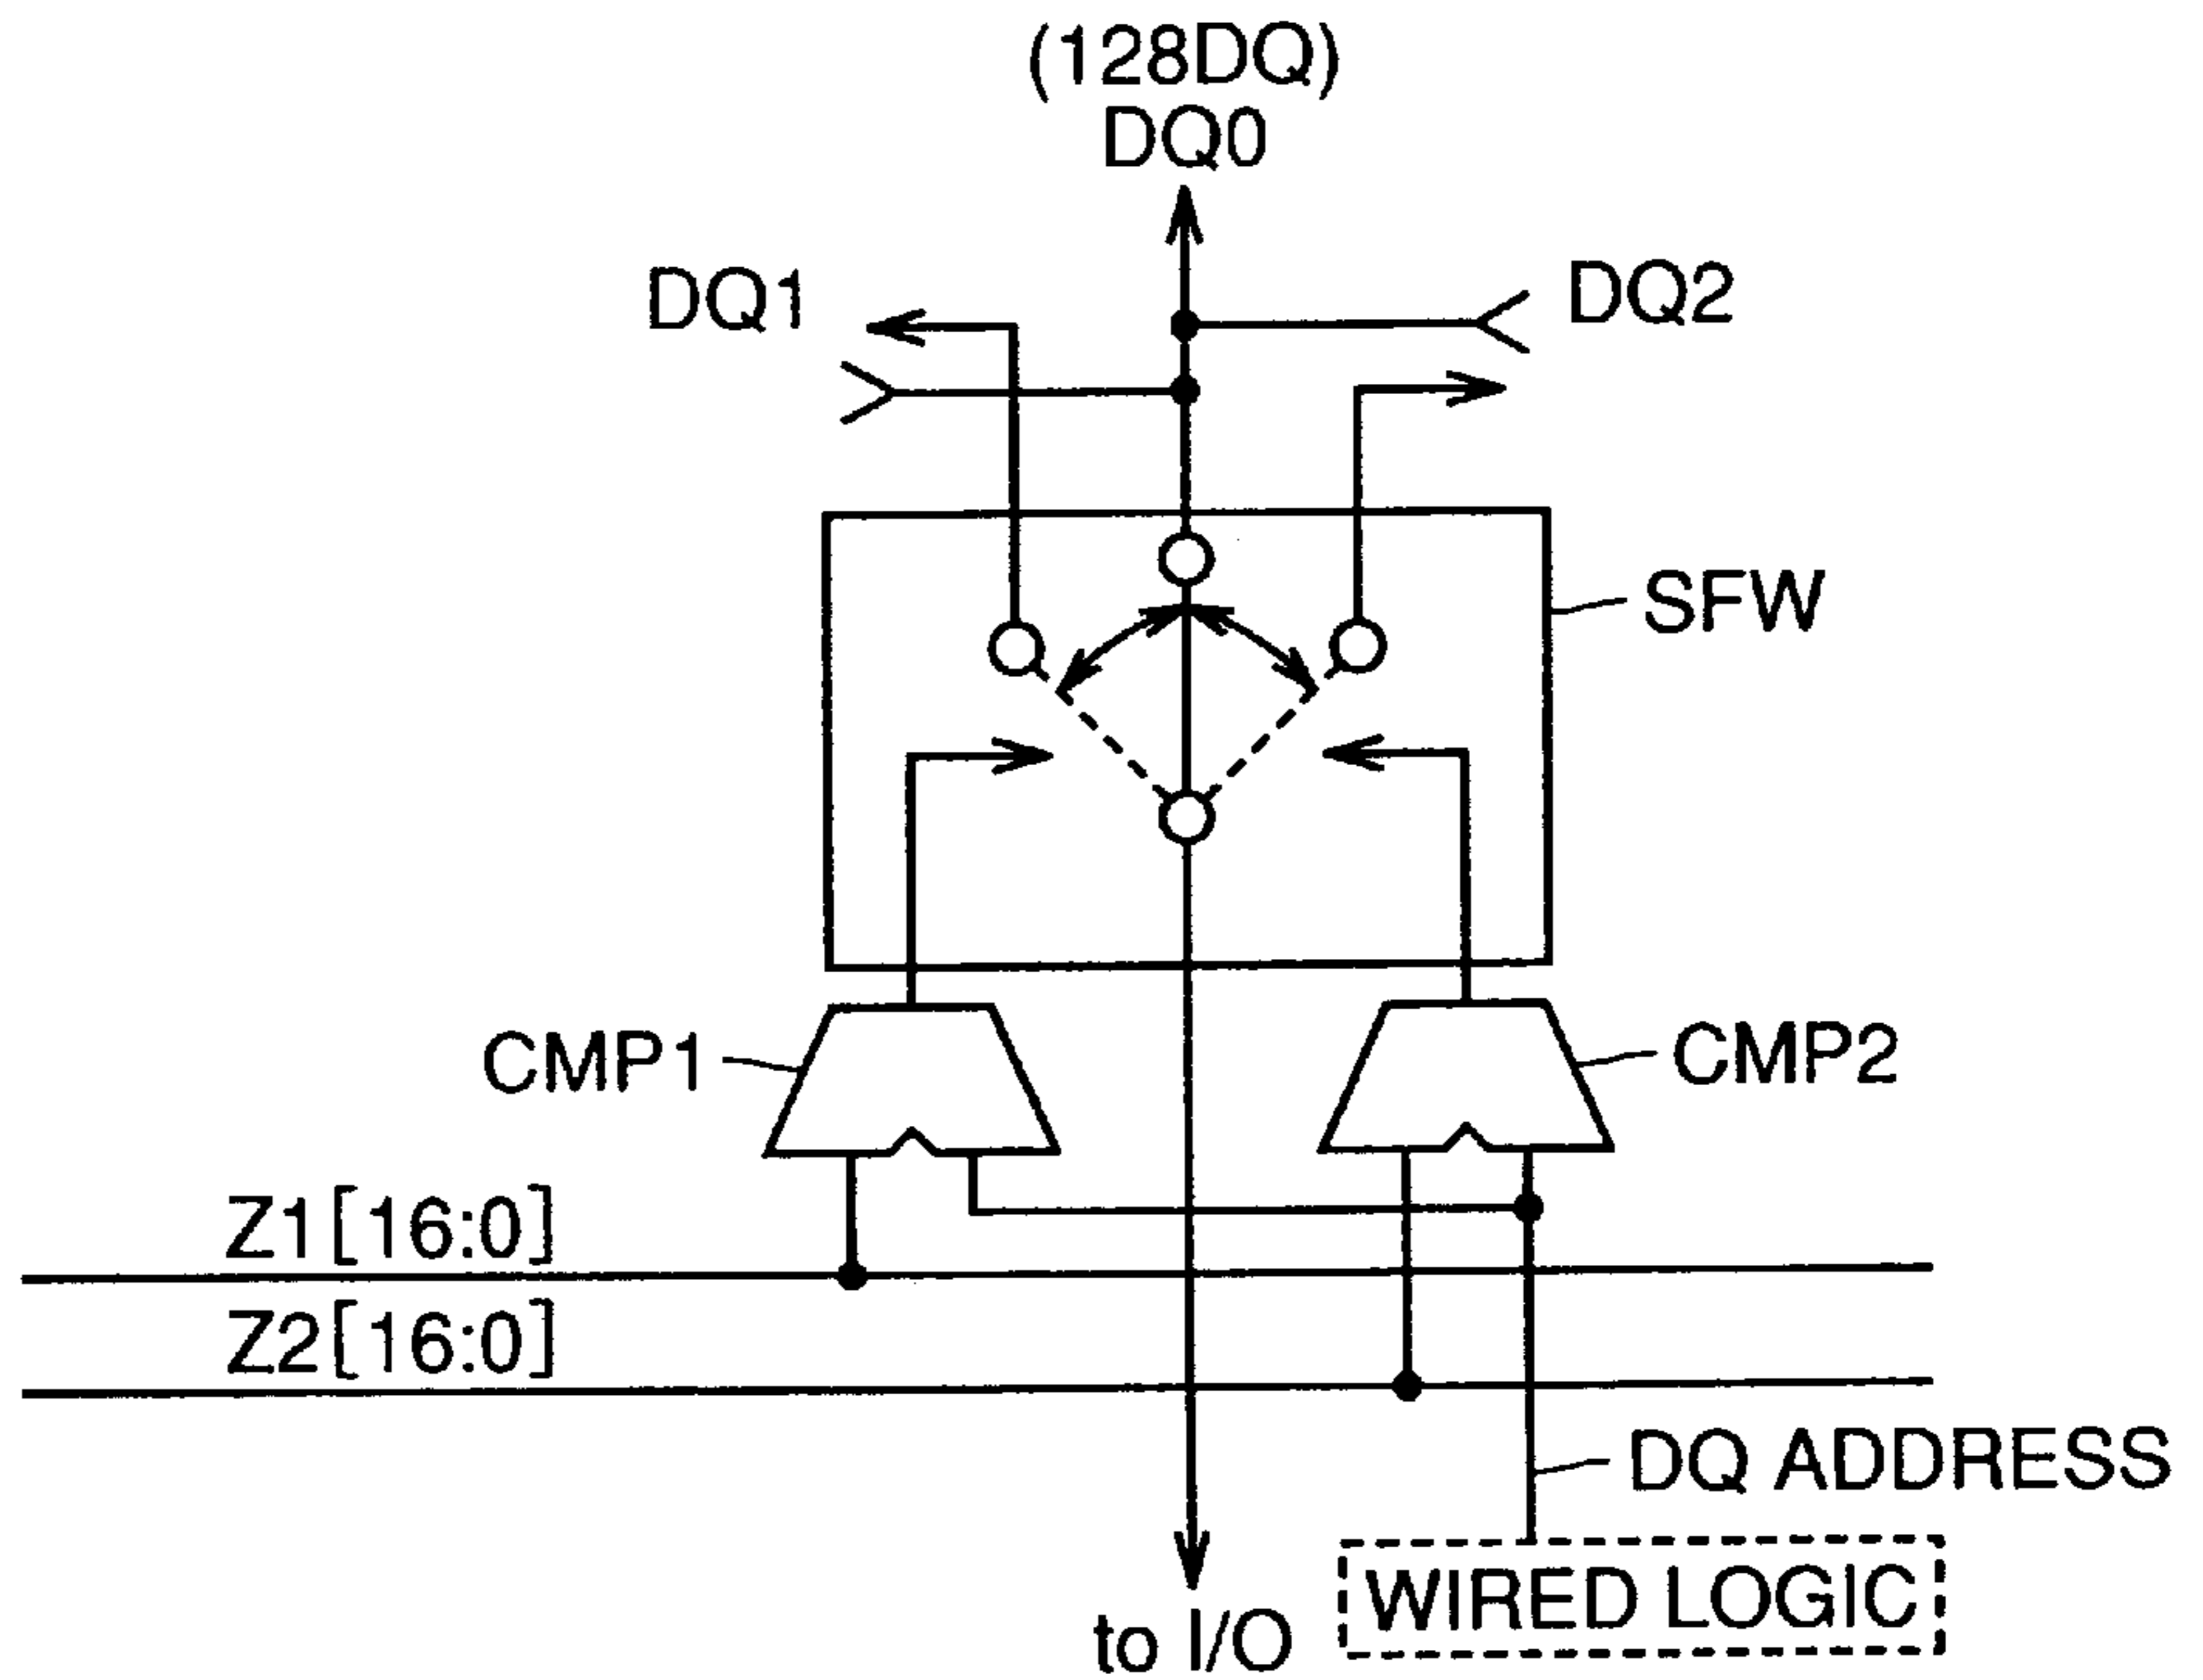 (128DQ)
DQ0
DQ1
DQ2
SFW
CMP1
CMP2
Z1[16:0]
Z2[16:0]
DQ ADDRESS
WIRED LOGIC
to I/O